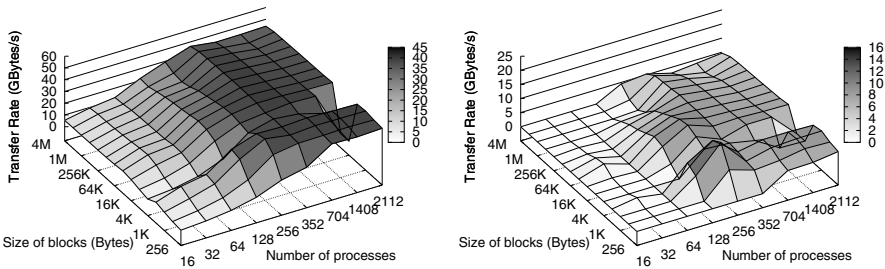 Transfer Rate (GBytes/s)
60
50
40
30
20
10
0
4M
1M
256K
64K
16K
4K
1K
256
Size of blocks (Bytes)
16
32
64
128
256
352
704
1408
2112
Number of processes
45
40
35
30
25
20
15
10
5
0
Transfer Rate (GBytes/s)
25
20
15
10
5
0
4M
1M
256K
64K
16K
4K
1K
256
Size of blocks (Bytes)
16
32
64
128
256
352
704
1408
2112
Number of processes
16
14
12
10
8
6
4
2
0